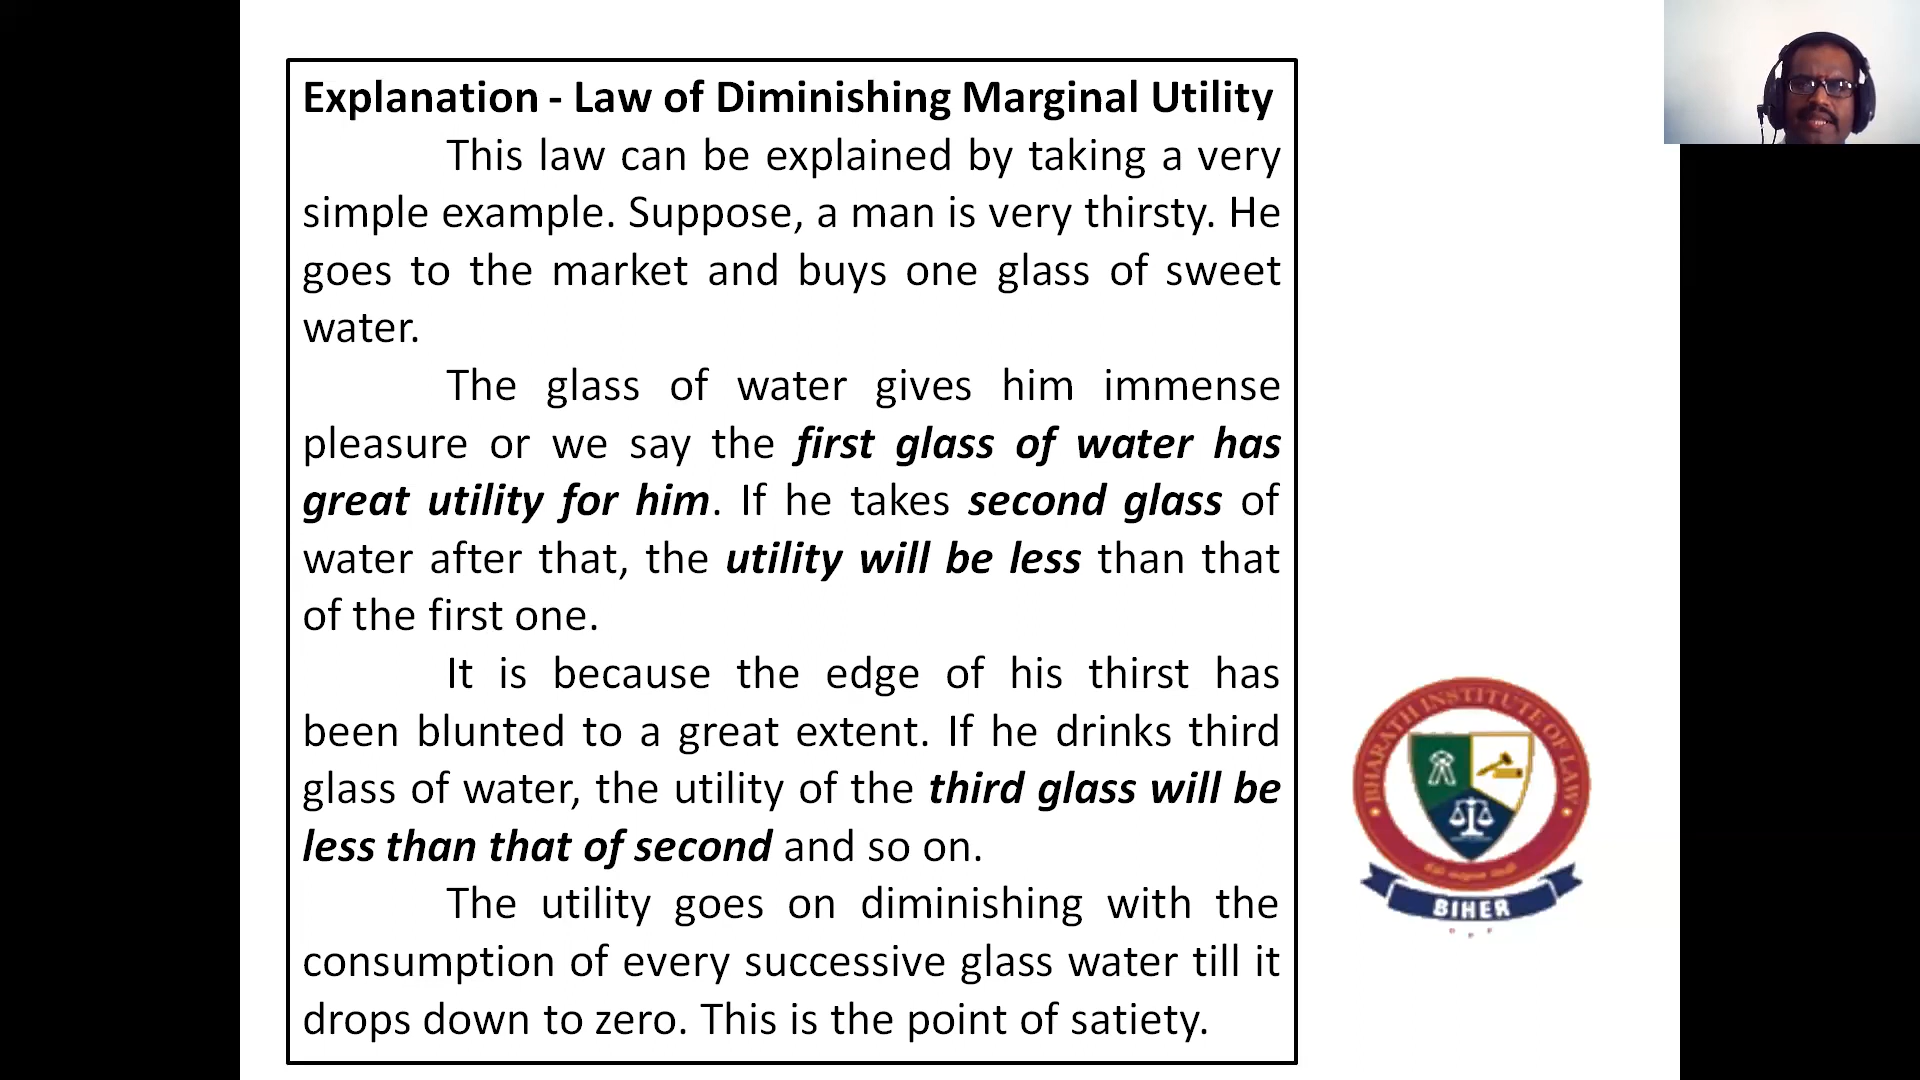 Explanation - Law of Diminishing Marginal Utility
This law can be explained by taking a very
simple example. Suppose, a man is very thirsty. He
goes to the market and buys one glass of sweet
water.
The glass of water gives him immense
pleasure or we say the first glass of water has
great utility for him. If he takes second glass of
water after that, the utility will be less than that
of the first one.
It is because the edge of his thirst has
been blunted to a great extent. If he drinks third
glass of water, the utility of the third glass will be
less than that of second and so on.
The utility goes on diminishing with the
consumption of every successive glass water till it
drops down to zero. This is the point of satiety.
BHARATH INSTITUTE OF LAW
BIHER